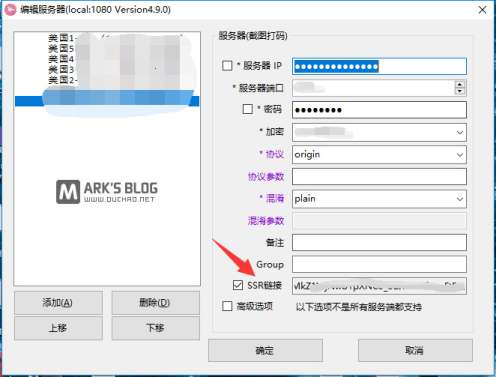 编辑服务器(local:1080 Version4.9.0)
美国1-
美国5
美国4
美国3
美国2-
MARK'S BLOG
WWW.DUCHAO.NET
添加(A)
删除(D)
上移
下移
服务器(截图打码)
* 服务器 IP
* 服务器端口
* 密码
* 加密
* 协议
origin
协议参数
* 混淆
plain
混淆参数
备注
Group
SSR链接
高级选项
以下选项不是所有服务端都支持
确定
取消